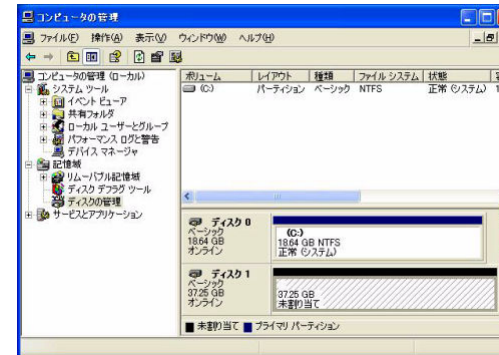 コンピュータの管理
ファイル(F) 操作(A) 表示(V) ウィンドウ(W) ヘルプ(H)
コンピュータの管理 (ローカル)
システム ツール
イベント ビューア
共有フォルダ
ローカル ユーザーとグループ
パフォーマンス ログと警告
デバイス マネージャ
記憶域
リムーバブル記憶域
ディスク デフラグ ツール
ディスクの管理
サービスとアプリケーション
ボリューム レイアウト 種類 ファイル システム 状態
(C:) パーティション ベーシック NTFS 正常 (システム)
ディスク 0
ベーシック
18.64 GB
オンライン
(C:)
18.64 GB NTFS
正常 (システム)
ディスク 1
ベーシック
37.25 GB
オンライン
37.25 GB
未割り当て
未割り当て プライマリ パーティション